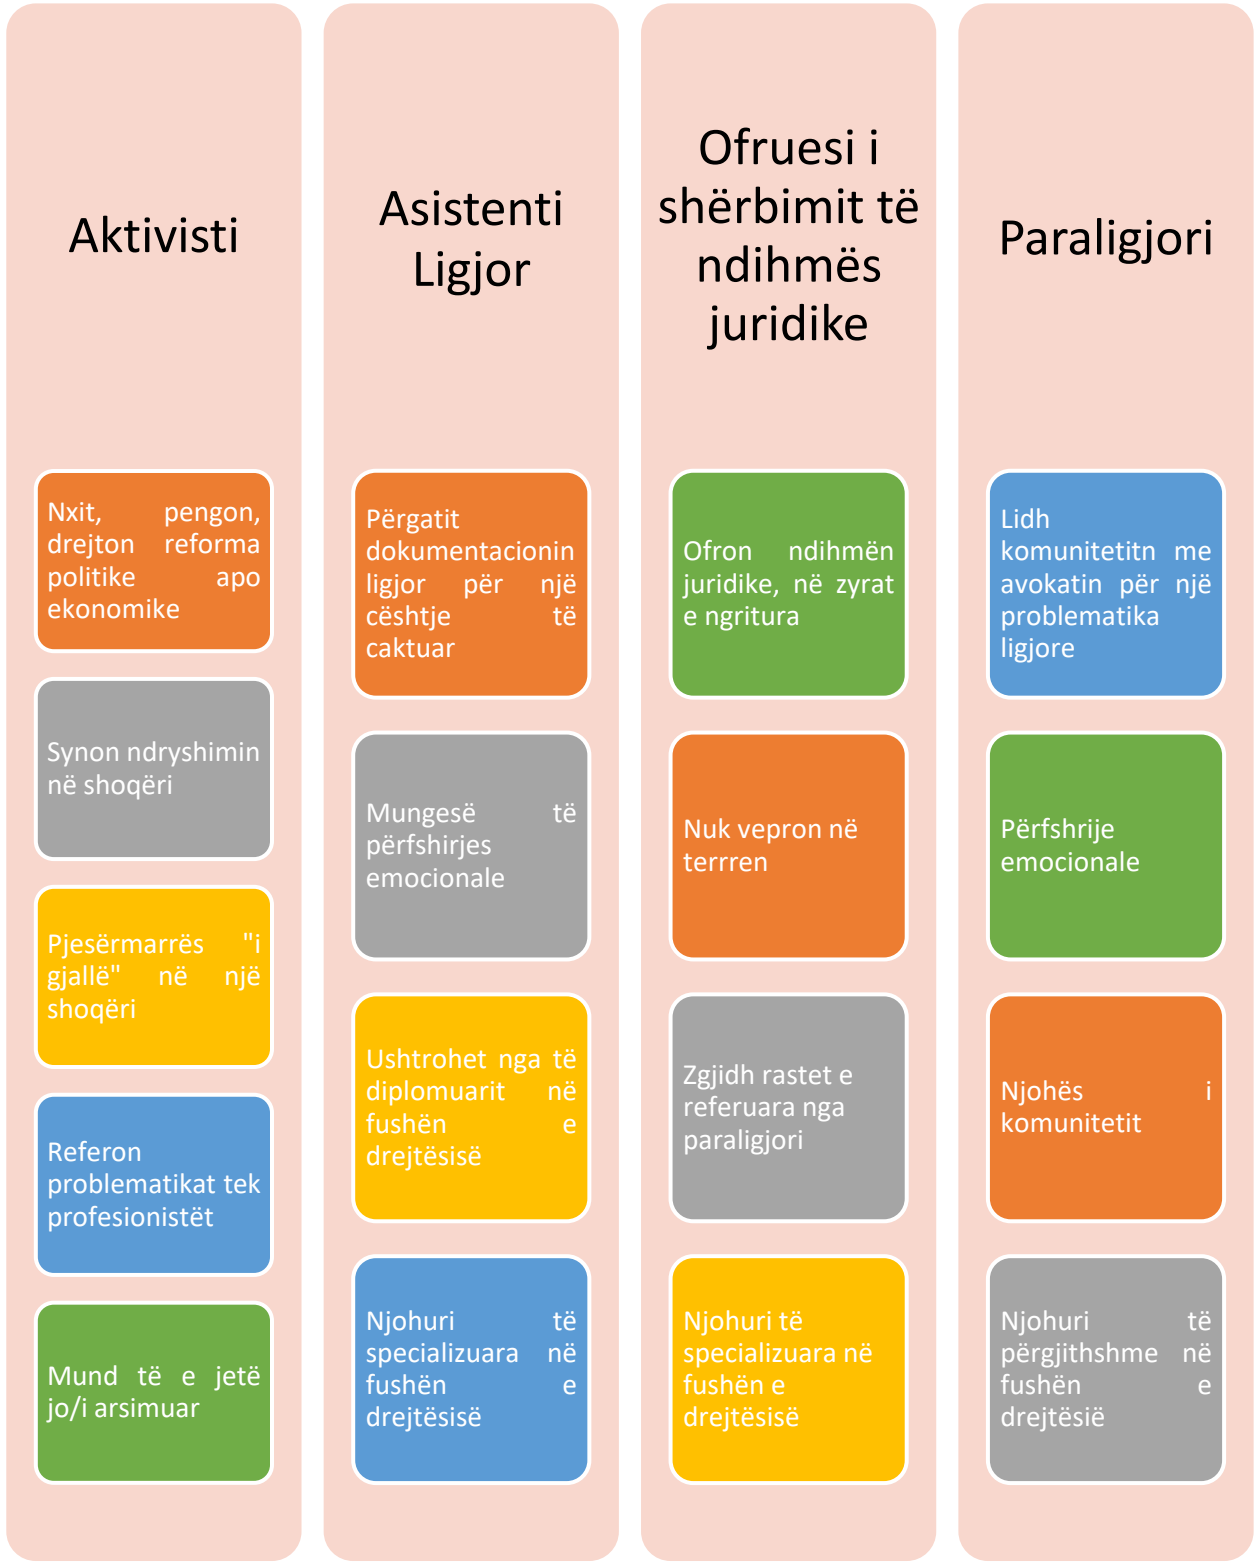 Aktivisti
Nxit, pengon,
drejton reforma
politike apo
ekonomike
Synon ndryshimin
në shoqëri
Pjesërmarrës "i
gjallë" në një
shoqëri
Referon
problematikat tek
profesionistët
Mund të e jetë
jo/i arsimuar
Asistenti
Ligjor
Përgatit
dokumentacionin
ligjor për një
cështje të
caktuar
Mungesë të
përfshirjes
emocionale
Ushtrohet nga të
diplomuarit në
fushën e
drejtësisë
Njohuri të
specializuara në
fushën e
drejtësisë
Ofruesi i
shërbimit të
ndihmës
juridike
Ofron ndihmën
juridike, në zyrat
e ngritura
Nuk vepron në
terrren
Zgjidh rastet e
referuara nga
paraligjori
Njohuri të
specializuara në
fushën e
drejtësisë
Paraligjori
Lidh
komunitetitn me
avokatin për një
problematika
ligjore
Përfshrije
emocionale
Njohës i
komunitetit
Njohuri të
përgjithshme në
fushën e
drejtësië